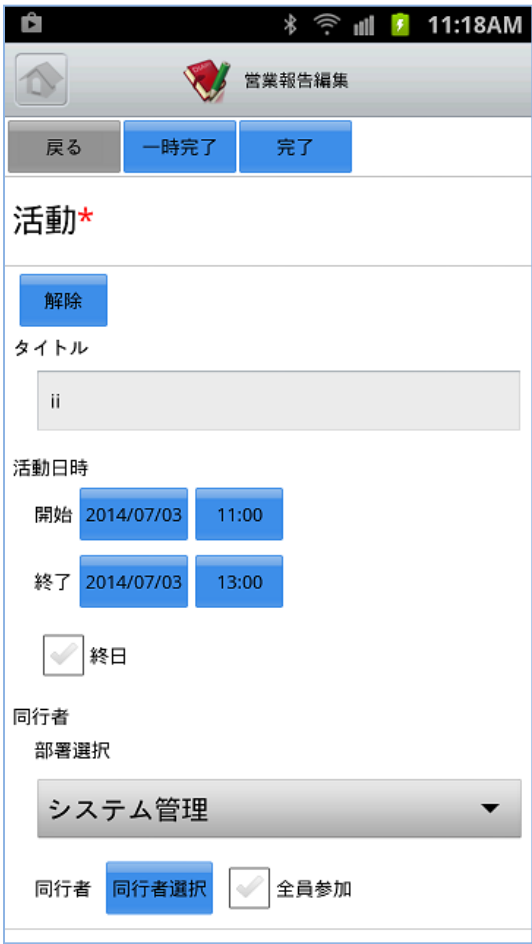 11:18AM
営業報告編集
戻る 一時完了 完了
活動*
解除
タイトル
ii
活動日時
開始 2014/07/03 11:00
終了 2014/07/03 13:00
終日
同行者
部署選択
システム管理
同行者 同行者選択 全員参加